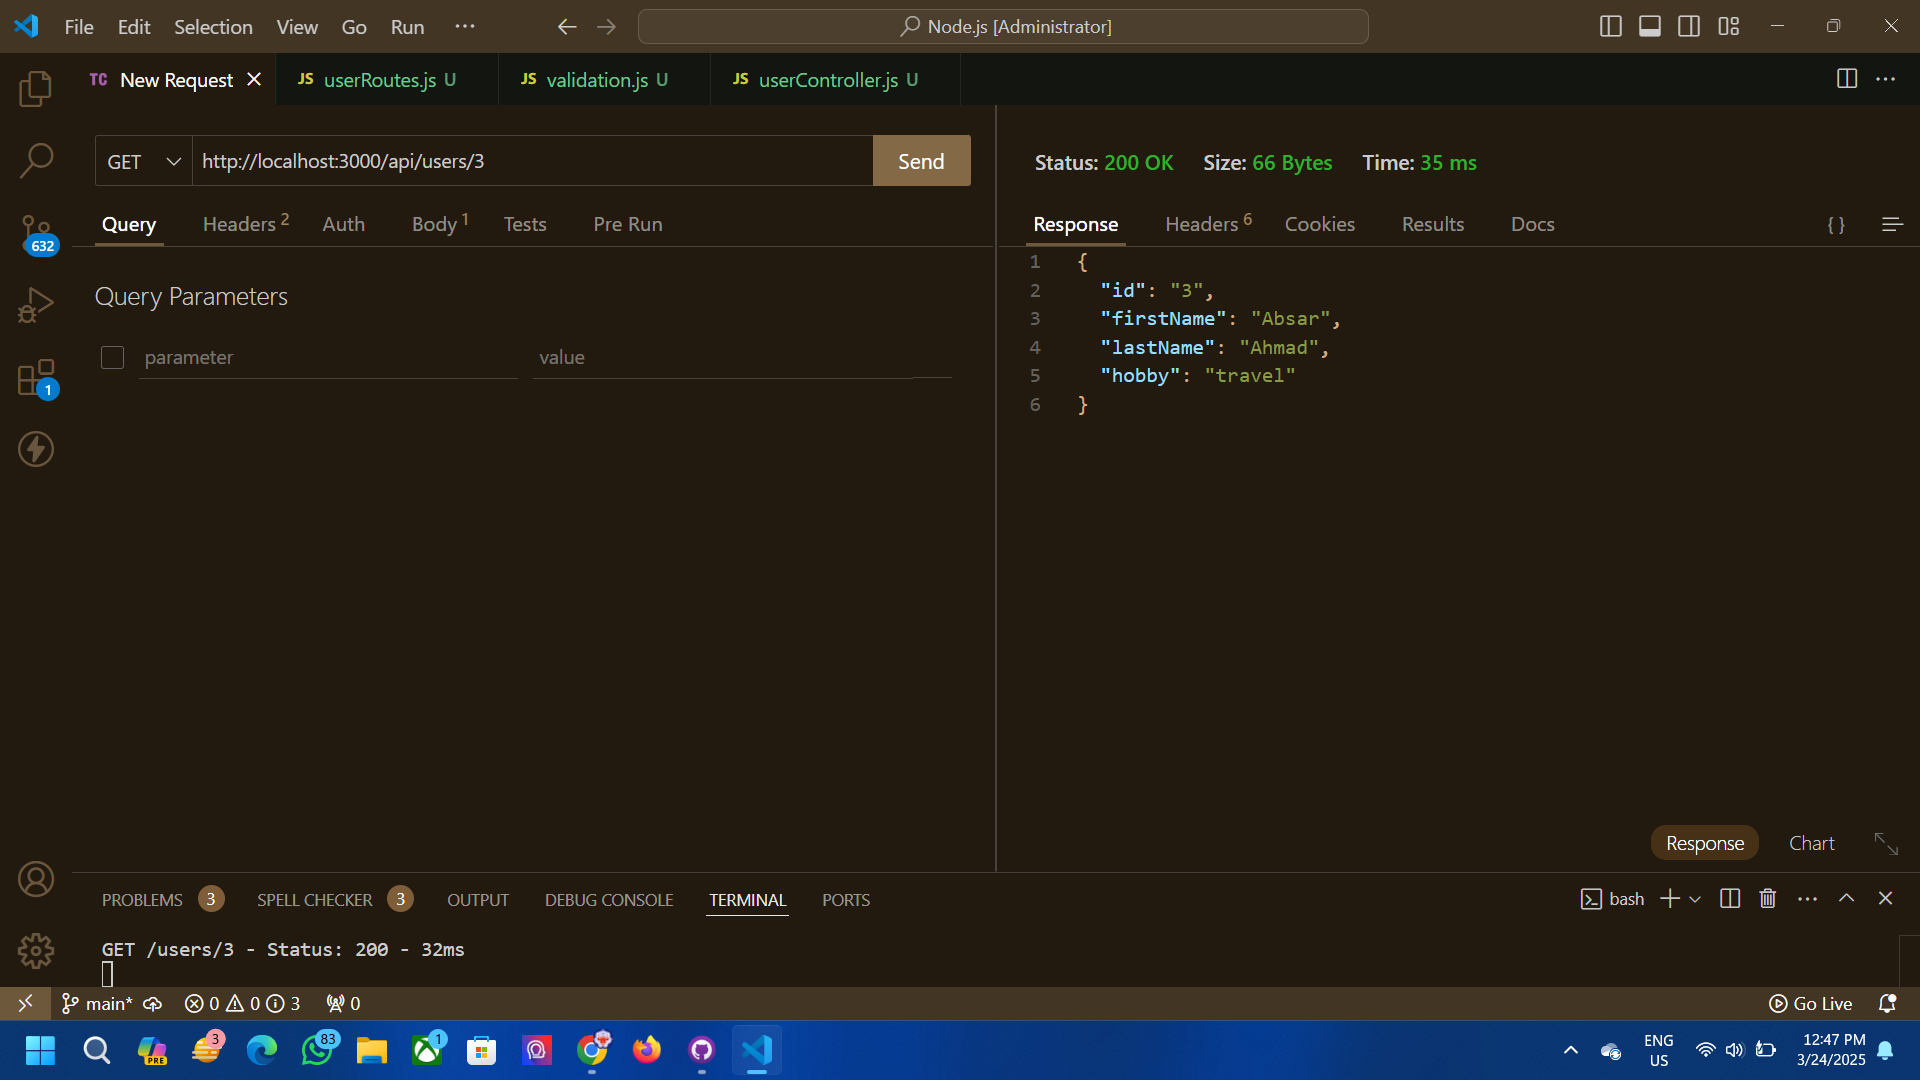 File Edit Selection View Go Run ··· Node.js [Administrator]
TC New Request JS userRoutes.js U JS validation.js U JS userController.js U
GET http://localhost:3000/api/users/3 Send
Status: 200 OK Size: 66 Bytes Time: 35 ms
Query Headers 2 Auth Body 1 Tests Pre Run
Response Headers 6 Cookies Results Docs { }
632
Query Parameters
parameter value
1 {
2 "id": "3",
3 "firstName": "Absar",
4 "lastName": "Ahmad",
5 "hobby": "travel"
6 }
1
Response Chart
PROBLEMS 3 SPELL CHECKER 3 OUTPUT DEBUG CONSOLE TERMINAL PORTS bash
GET /users/3 - Status: 200 - 32ms
main* 0 0 3 0 Go Live
PRE 3 83 1 ENG US 12:47 PM
3/24/2025